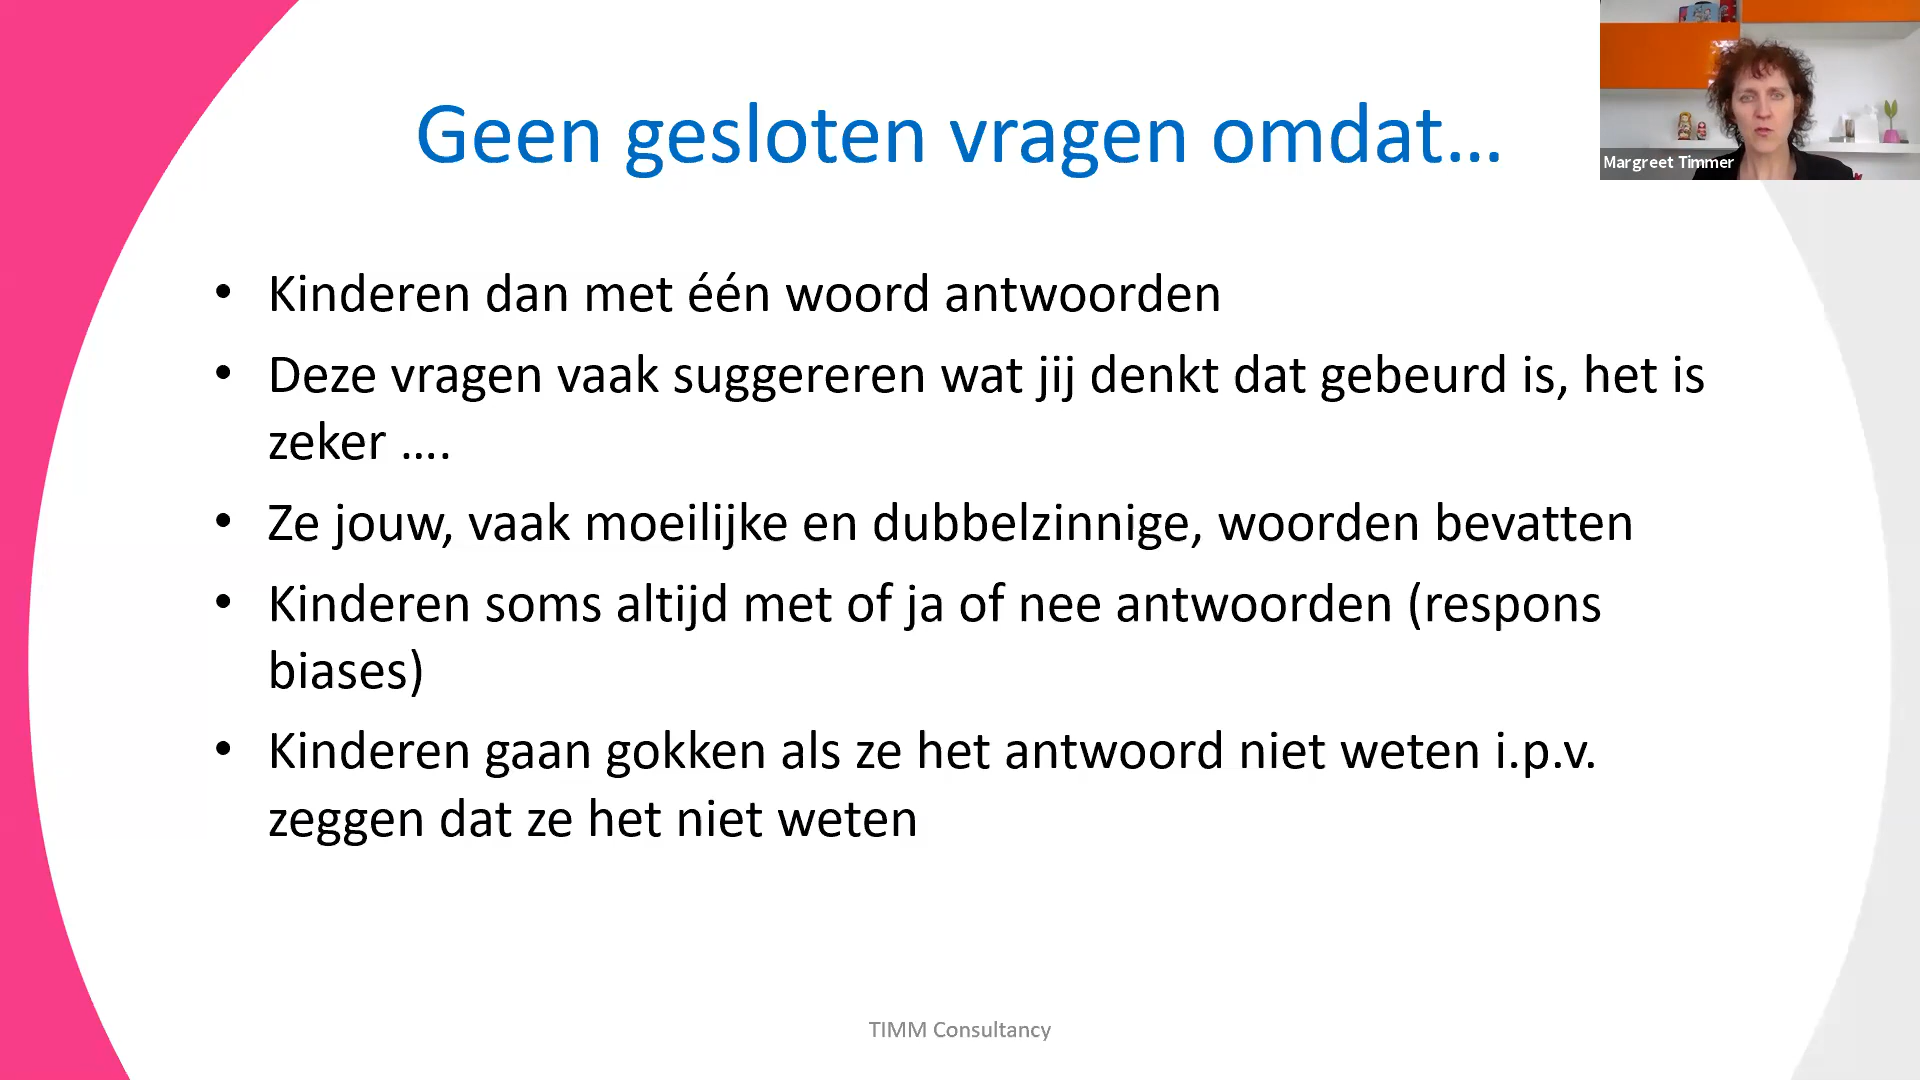 Geen gesloten vragen omdat...
Margreet Timmer
• Kinderen dan met één woord antwoorden
• Deze vragen vaak suggereren wat jij denkt dat gebeurd is, het is
zeker ....
• Ze jouw, vaak moeilijke en dubbelzinnige, woorden bevatten
• Kinderen soms altijd met of ja of nee antwoorden (respons
biases)
• Kinderen gaan gokken als ze het antwoord niet weten i.p.v.
zeggen dat ze het niet weten
TIMM Consultancy